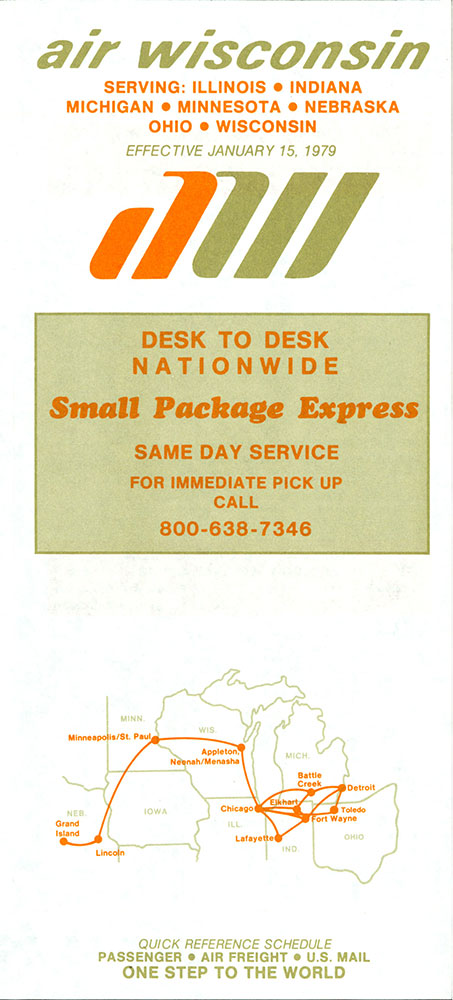 air wisconsin
SERVING: ILLINOIS • INDIANA
MICHIGAN • MINNESOTA • NEBRASKA
OHIO • WISCONSIN
EFFECTIVE JANUARY 15, 1979
DESK TO DESK
NATIONWIDE
Small Package Express
SAME DAY SERVICE
FOR IMMEDIATE PICK UP
CALL
800-638-7346
MINN.
Minneapolis/St. Paul
WIS.
Appleton
Neenah/Menasha
MICH.
Battle
Creek
Detroit
Chicago
Elkhart
Toledo
Fort Wayne
NEB.
Grand
Island
IOWA
ILL.
Lafayette
OHIO
Lincoln
IND.
QUICK REFERENCE SCHEDULE
PASSENGER • AIR FREIGHT • U.S. MAIL
ONE STEP TO THE WORLD